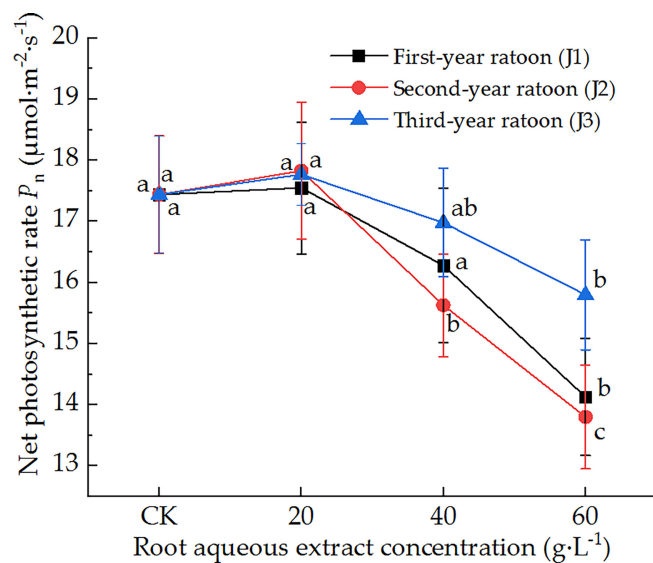 Net photosynthetic rate Pn (μmol·m-2·s-1)
20
19
18
17
16
15
14
13
First-year ratoon (J1)
Second-year ratoon (J2)
Third-year ratoon (J3)
a a
a
a a
a
ab
a
b
b
b
c
CK 20 40 60
Root aqueous extract concentration (g·L-1)